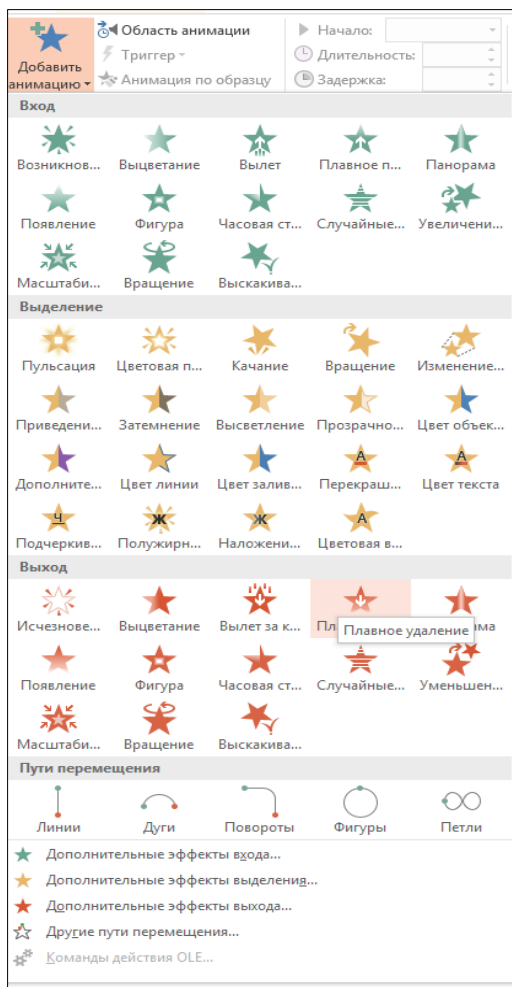 Добавить анимацию
Область анимации
Триггер
Анимация по образцу
Начало:
Длительность:
Задержка:
Вход
Возникнов... Выцветание Вылет Плавное п... Панорама
Появление Фигура Часовая ст... Случайные... Увеличени...
Масштаби... Вращение Выскакива...
Выделение
Пульсация Цветовая п... Качание Вращение Изменение...
Приведени... Затемнение Высветление Прозрачно... Цвет объек...
Дополните... Цвет линии Цвет залив... Перекраш... Цвет текста
Подчеркив... Полужирн... Наложени... Цветовая в...
Выход
Исчезнове... Выцветание Вылет за к...
Плавное удаление
Появление Фигура Часовая ст... Случайные... Уменьшен...
Масштаби... Вращение Выскакива...
Пути перемещения
Линии Дуги Повороты Фигуры Петли
Дополнительные эффекты входа...
Дополнительные эффекты выделения...
Дополнительные эффекты выхода...
Другие пути перемещения...
Команды действия OLE...